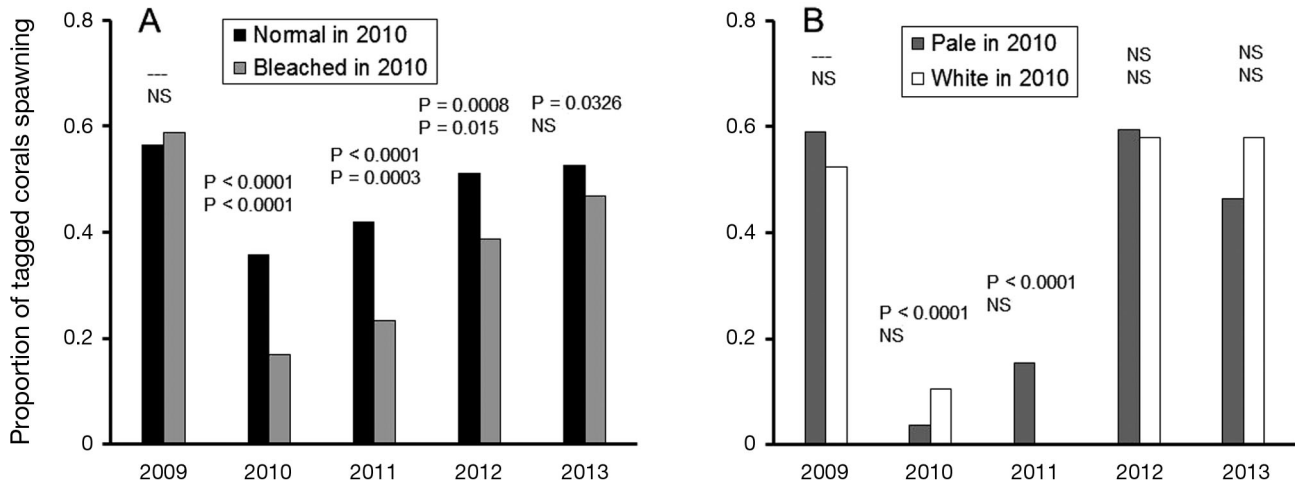 Proportion of tagged corals spawning
A
Normal in 2010
Bleached in 2010
0.8
0.6
0.4
0.2
0
---
NS
P < 0.0001
P < 0.0001
P < 0.0001
P = 0.0003
P = 0.0008
P = 0.015
P = 0.0326
NS
2009 2010 2011 2012 2013
B
Pale in 2010
White in 2010
0.8
0.6
0.4
0.2
0
---
NS
P < 0.0001
NS
P < 0.0001
NS
NS
NS
NS
NS
2009 2010 2011 2012 2013